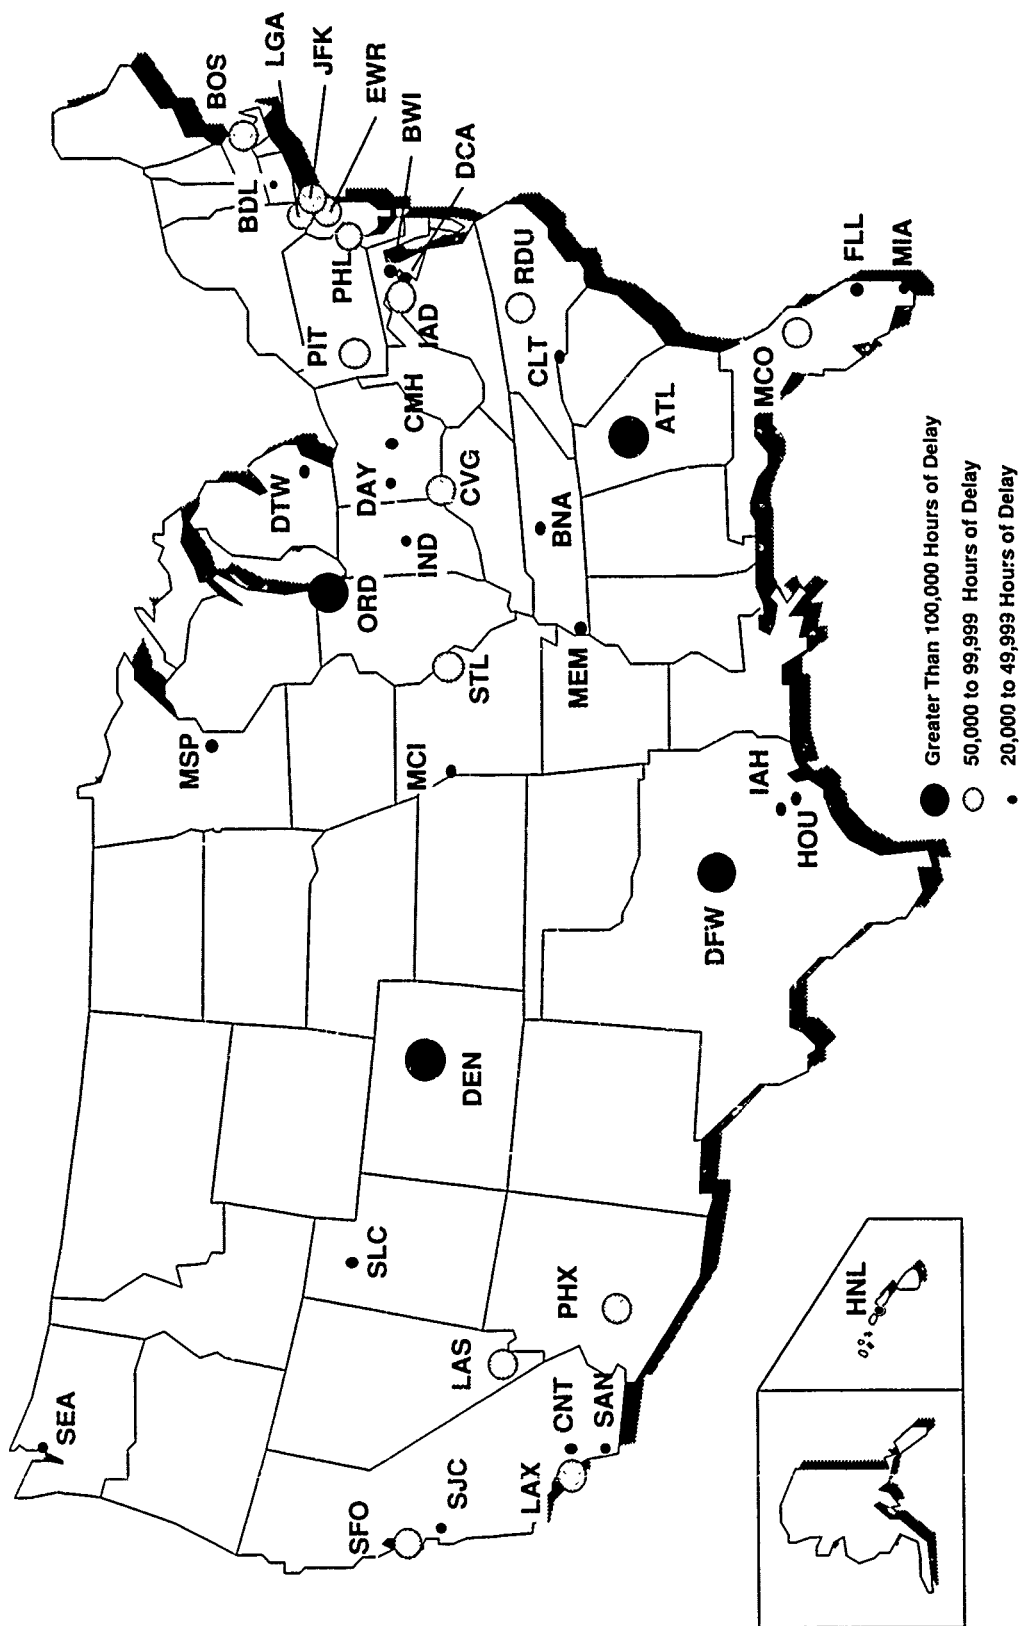 SEA
SFO
SJC
LAX
CNT
SAN
LAS
SLC
PHX
DEN
DFW
HOU
IAH
MSP
MCI
STL
MEM
ORD
IND
DTW
DAY
CMH
CVG
BNA
ATL
CLT
RDU
PIT
PHL
IAD
BDL
BOS
LGA
JFK
EWR
BWI
DCA
MCO
FLL
MIA
HNL
Greater Than 100,000 Hours of Delay
50,000 to 99,999 Hours of Delay
20,000 to 49,999 Hours of Delay